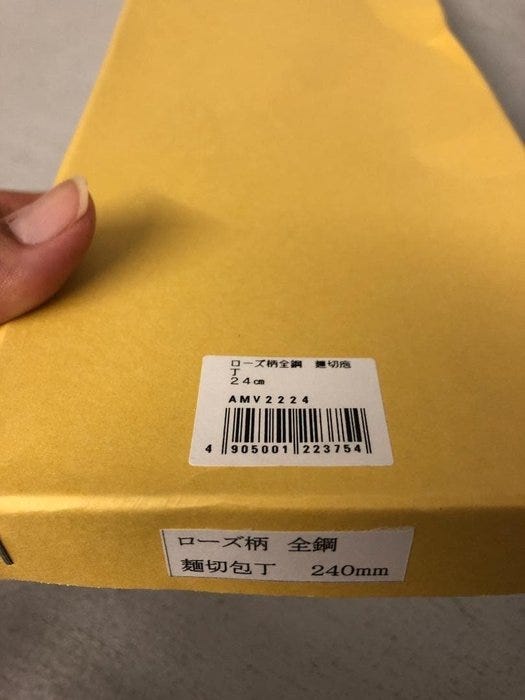 ローズ柄全鋼 麺切庖
丁
24cm
AMV2224
4 905001 223754
ローズ柄 全鋼
麺切包丁 240mm